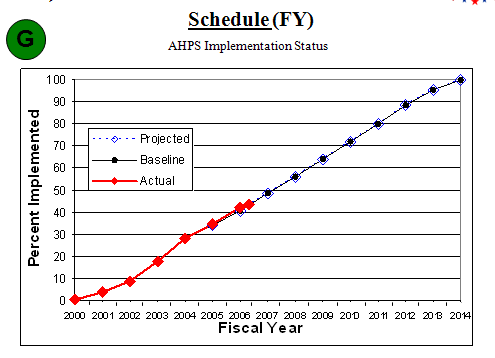 Schedule (FY)
G
AHPS Implementation Status
100
90
80
70
60
50
40
30
20
10
0
Percent Implemented
Projected
Baseline
Actual
2000 2001 2002 2003 2004 2005 2006 2007 2008 2009 2010 2011 2012 2013 2014
Fiscal Year